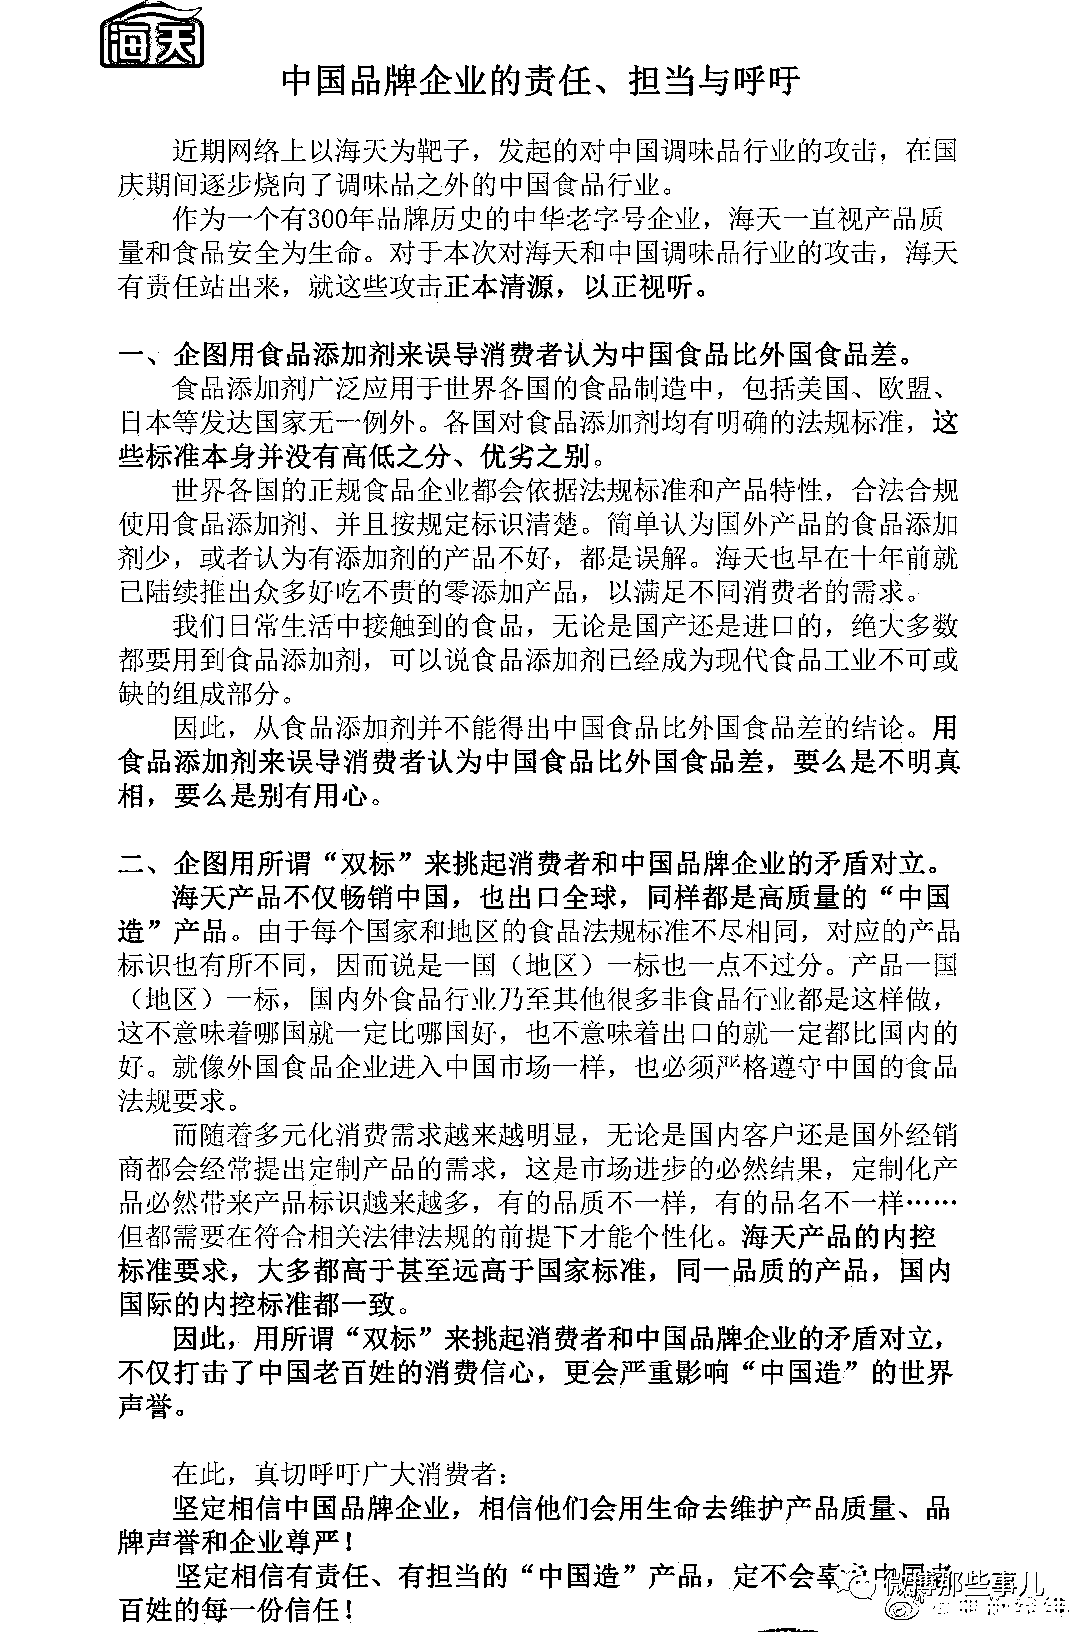 海天
中国品牌企业的责任、担当与呼吁
近期网络上以海天为靶子，发起的对中国调味品行业的攻击，在国
庆期间逐步烧向了调味品之外的中国食品行业。
作为一个有300年品牌历史的中华老字号企业，海天一直视产品质
量和食品安全为生命。对于本次对海天和中国调味品行业的攻击，海天
有责任站出来，就这些攻击正本清源，以正视听。
一、企图用食品添加剂来误导消费者认为中国食品比外国食品差。
食品添加剂广泛应用于世界各国的食品制造中，包括美国、欧盟、
日本等发达国家无一例外。各国对食品添加剂均有明确的法规标准，这
些标准本身并没有高低之分、优劣之别。
世界各国的正规食品企业都会依据法规标准和产品特性，合法合规
使用食品添加剂、并且按规定标识清楚。简单认为国外产品的食品添加
剂少，或者认为有添加剂的产品不好，都是误解。海天也早在十年前就
已陆续推出众多好吃不贵的零添加产品，以满足不同消费者的需求。
我们日常生活中接触到的食品，无论是国产还是进口的，绝大多数
都要用到食品添加剂，可以说食品添加剂已经成为现代食品工业不可或
缺的组成部分。
因此，从食品添加剂并不能得出中国食品比外国食品差的结论。用
食品添加剂来误导消费者认为中国食品比外国食品差，要么是不明真
相，要么是别有用心。
二、企图用所谓“双标”来挑起消费者和中国品牌企业的矛盾对立。
海天产品不仅畅销中国，也出口全球，同样都是高质量的“中国
造”产品。由于每个国家和地区的食品法规标准不尽相同，对应的产品
标识也有所不同，因而说是一国（地区）一标也一点不过分。产品一国
（地区）一标，国内外食品行业乃至其他很多非食品行业都是这样做，
这不意味着哪国就一定比哪国好，也不意味着出口的就一定都比国内的
好。就像外国食品企业进入中国市场一样，也必须严格遵守中国的食品
法规要求。
而随着多元化消费需求越来越明显，无论是国内客户还是国外经销
商都会经常提出定制产品的需求，这是市场进步的必然结果，定制化产
品必然带来产品标识越来越多，有的品质不一样，有的品名不一样……
但都需要在符合相关法律法规的前提下才能个性化。海天产品的内控
标准要求，大多都高于甚至远高于国家标准，同一品质的产品，国内
国际的内控标准都一致。
因此，用所谓“双标”来挑起消费者和中国品牌企业的矛盾对立，
不仅打击了中国老百姓的消费信心，更会严重影响“中国造”的世界
声誉。
在此，真切呼吁广大消费者：
坚定相信中国品牌企业，相信他们会用生命去维护产品质量、品
牌声誉和企业尊严！
坚定相信有责任、有担当的“中国造”产品，定不会辜
百姓的每一份信任！
微博那些事儿